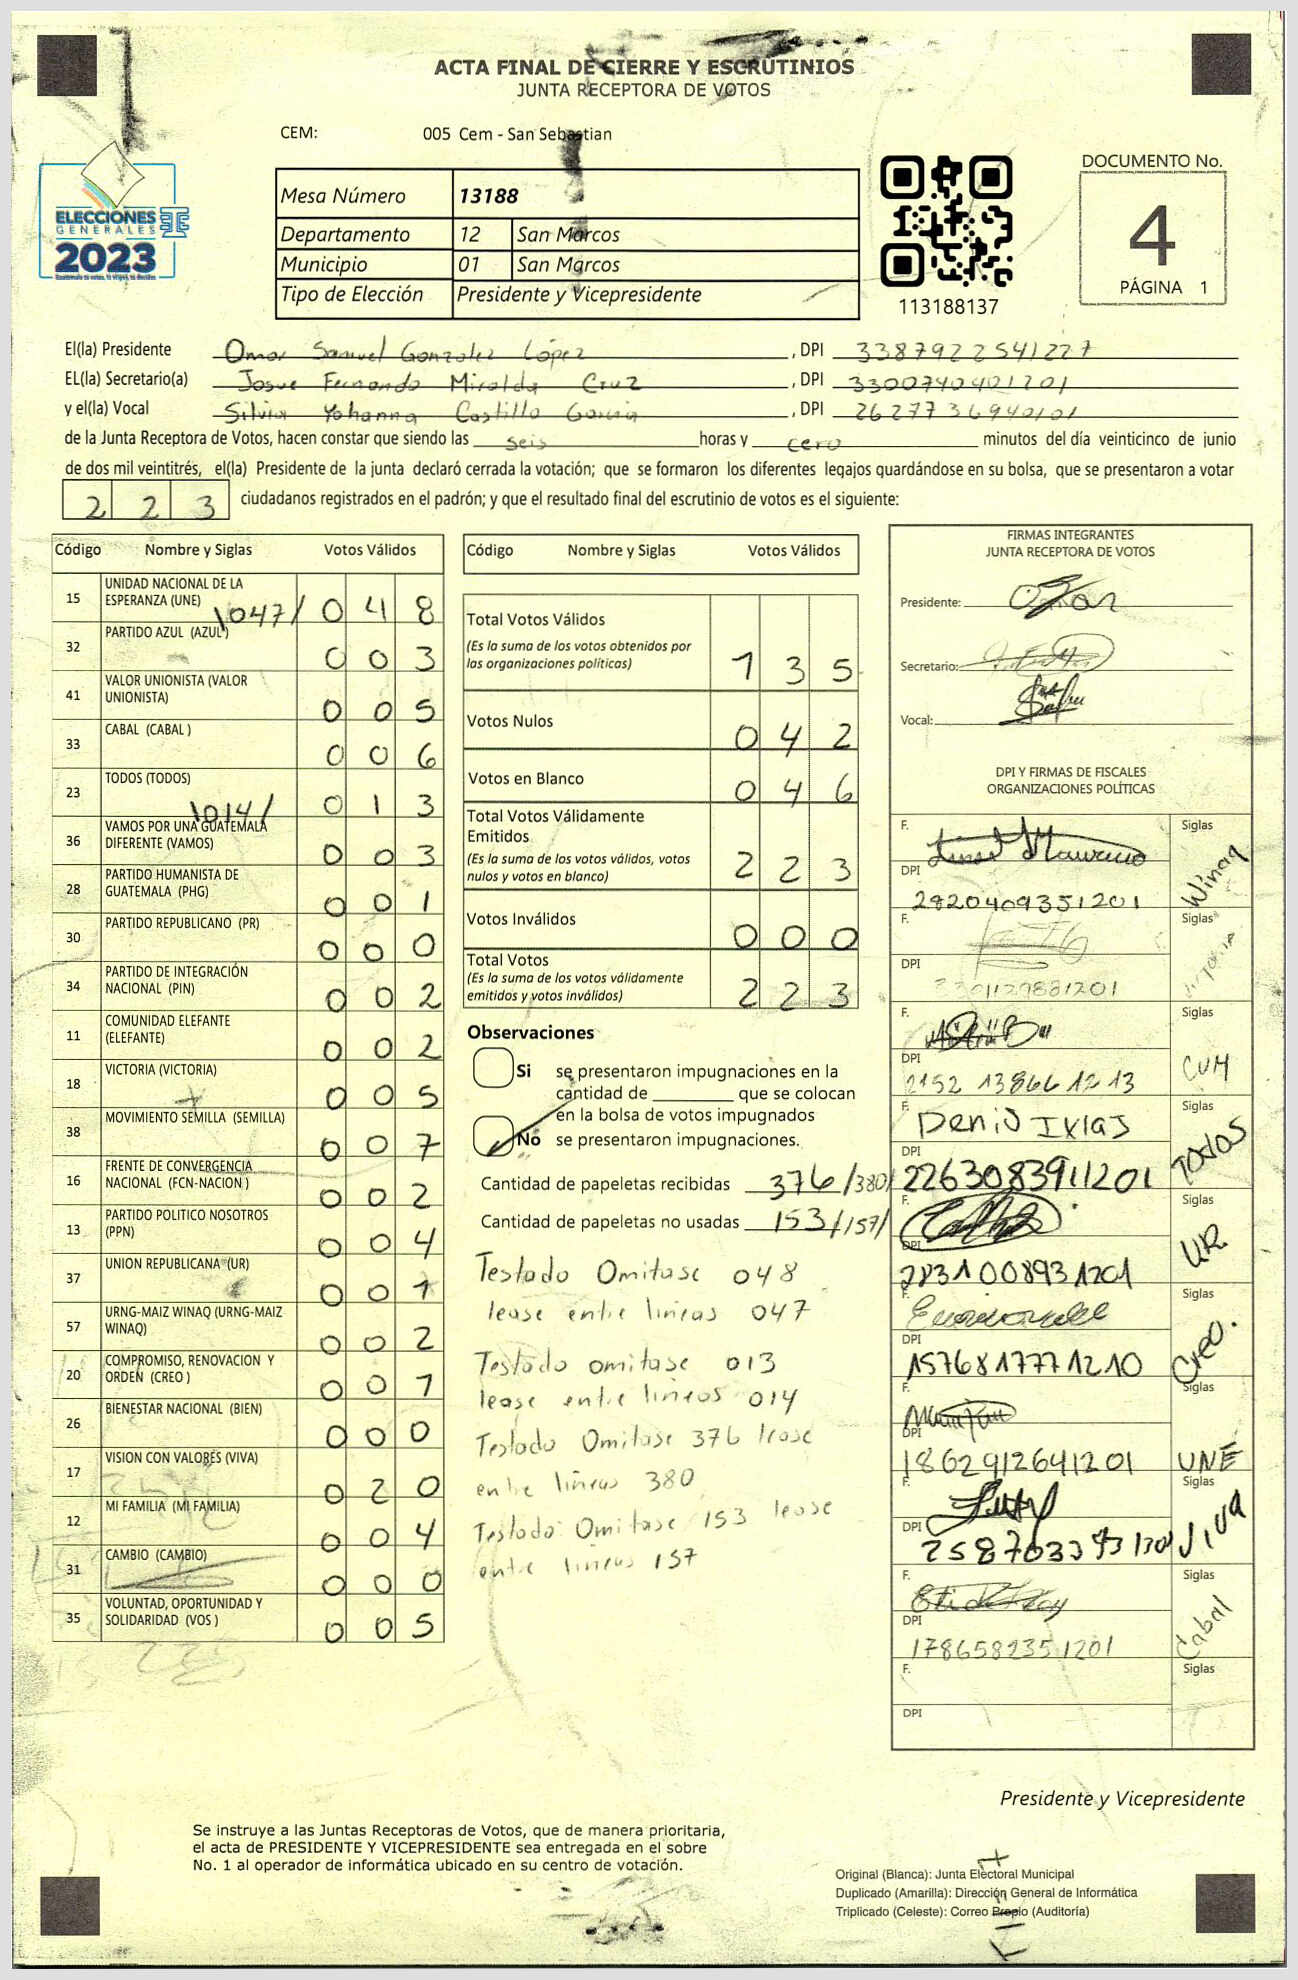 ACTA FINAL DE CIERRE Y ESCRUTINIOS
JUNTA RECEPTORA DE VOTOS
CEM: 005 Cem - San Sebastian
ELECCIONES
GENERALES
2023
Mesa Número 13188
Departamento 12 San Marcos
Municipio 01 San Marcos
Tipo de Elección Presidente y Vicepresidente
113188137
DOCUMENTO No.
4
PÁGINA 1
El(la) Presidente Omar Samuel Gonzalez López , DPI 3387922541227
EL(la) Secretario(a) Josue Fernando Miralda Cruz , DPI 3300740401201
y el(la) Vocal Silvia Yohanna Castillo Garcia , DPI 2627736940101
de la Junta Receptora de Votos, hacen constar que siendo las seis horas y cero minutos del día veinticinco de junio
de dos mil veintitrés, el(la) Presidente de la junta declaró cerrada la votación; que se formaron los diferentes legajos quardándose en su bolsa, que se presentaron a votar
2 2 3 ciudadanos registrados en el padrón; y que el resultado final del escrutinio de votos es el siguiente:
Código Nombre y Siglas Votos Válidos
15 UNIDAD NACIONAL DE LA ESPERANZA (UNE) /047/ 0 4 8
32 PARTIDO AZUL (AZUL) 0 0 3
41 VALOR UNIONISTA (VALOR UNIONISTA) 0 0 5
33 CABAL (CABAL ) 0 0 6
23 TODOS (TODOS) /014/ 0 1 3
36 VAMOS POR UNA GUATEMALA DIFERENTE (VAMOS) 0 0 3
28 PARTIDO HUMANISTA DE GUATEMALA (PHG) 0 0 1
30 PARTIDO REPUBLICANO (PR) 0 0 0
34 PARTIDO DE INTEGRACIÓN NACIONAL (PIN) 0 0 2
11 COMUNIDAD ELEFANTE (ELEFANTE) 0 0 2
18 VICTORIA (VICTORIA) 0 0 5
38 MOVIMIENTO SEMILLA (SEMILLA) 0 0 7
16 FRENTE DE CONVERGENCIA NACIONAL (FCN-NACION ) 0 0 2
13 PARTIDO POLITICO NOSOTROS (PPN) 0 0 4
37 UNION REPUBLICANA (UR) 0 0 1
57 URNG-MAIZ WINAQ (URNG-MAIZ WINAQ) 0 0 2
20 COMPROMISO, RENOVACION Y ORDEN (CREO ) 0 0 1
26 BIENESTAR NACIONAL (BIEN) 0 0 0
17 VISION CON VALORES (VIVA) 0 2 0
12 MI FAMILIA (MI FAMILIA) 0 0 4
31 CAMBIO (CAMBIO) 0 0 0
35 VOLUNTAD, OPORTUNIDAD Y SOLIDARIDAD (VOS ) 0 0 5
Código Nombre y Siglas Votos Válidos
Total Votos Válidos
(Es la suma de los votos obtenidos por
las organizaciones políticas) 1 3 5
Votos Nulos 0 4 2
Votos en Blanco 0 4 6
Total Votos Válidamente
Emitidos
(Es la suma de los votos válidos, votos
nulos y votos en blanco) 2 2 3
Votos Inválidos 0 0 0
Total Votos
(Es la suma de los votos válidamente
emitidos y votos inválidos) 2 2 3
Observaciones
Si se presentaron impugnaciones en la
cantidad de ________ que se colocan
en la bolsa de votos impugnados
No se presentaron impugnaciones.
Cantidad de papeletas recibidas 376/380/
Cantidad de papeletas no usadas 153/157/
Testado Omitase 048
lease entre lineas 047
Testado omitase 013
lease entre lineas 014
Testado Omitase 376 lease
entre lineas 380
Testado Omitase 153 lease
entre lineas 157
FIRMAS INTEGRANTES
JUNTA RECEPTORA DE VOTOS
Presidente:
Secretario:
Vocal:
DPI Y FIRMAS DE FISCALES
ORGANIZACIONES POLÍTICAS
F. Siglas Winaq
DPI 2820409351201
F. Siglas
DPI
F. Siglas CVM
DPI 2152 13866 1213
F. Denis Ixlaj Siglas TODOS
DPI 2263083911201
F. Siglas UR
DPI 2831008931201
F. Siglas Creo.
DPI 1576817771210
F. Siglas UNE
DPI 1862912641201
F. Siglas Viva
DPI
F. Siglas Cabal
DPI 1786582351201
F. Siglas
DPI
Presidente y Vicepresidente
Se instruye a las Juntas Receptoras de Votos, que de manera prioritaria,
el acta de PRESIDENTE Y VICEPRESIDENTE sea entregada en el sobre
No. 1 al operador de informática ubicado en su centro de votación.
Original (Blanca): Junta Electoral Municipal
Duplicado (Amarilla): Dirección General de Informática
Triplicado (Celeste): Correo Propio (Auditoría)